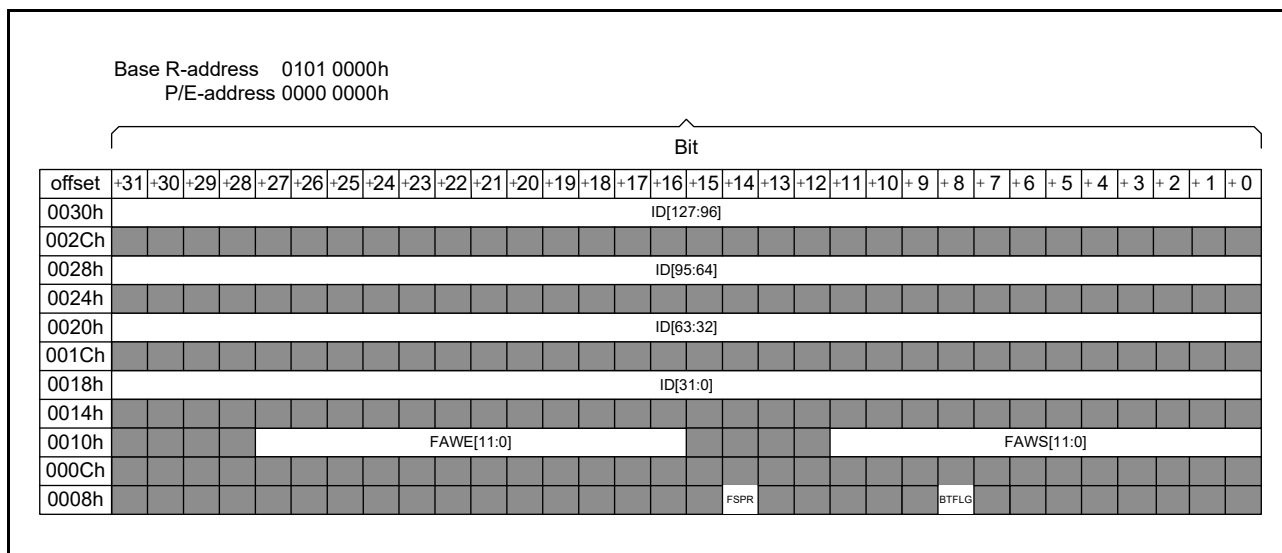 Base R-address 0101 0000h
P/E-address 0000 0000h
Bit
offset +31 +30 +29 +28 +27 +26 +25 +24 +23 +22 +21 +20 +19 +18 +17 +16 +15 +14 +13 +12 +11 +10 + 9 + 8 + 7 + 6 + 5 + 4 + 3 + 2 + 1 + 0
0030h ID[127:96]
002Ch
0028h ID[95:64]
0024h
0020h ID[63:32]
001Ch
0018h ID[31:0]
0014h
0010h FAWE[11:0] FAWS[11:0]
000Ch
0008h FSPR BTFLG